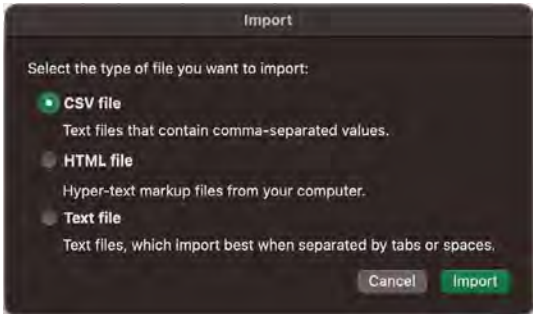 Import
Select the type of file you want to import:
CSV file
Text files that contain comma-separated values.
HTML file
Hyper-text markup files from your computer.
Text file
Text files, which import best when separated by tabs or spaces.
Cancel Import